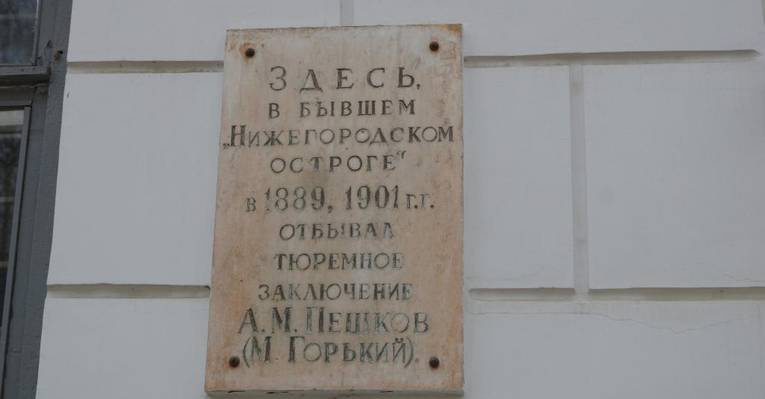 ЗДЕСЬ,
В БЫВШЕМ
„НИЖЕГОРОДСКОМ
ОСТРОГЕ“
В 1889, 1901 Г.Г.
ОТБЫВАЛ
ТЮРЕМНОЕ
ЗАКЛЮЧЕНИЕ
А.М.ПЕШКОВ
(М.ГОРЬКИЙ).